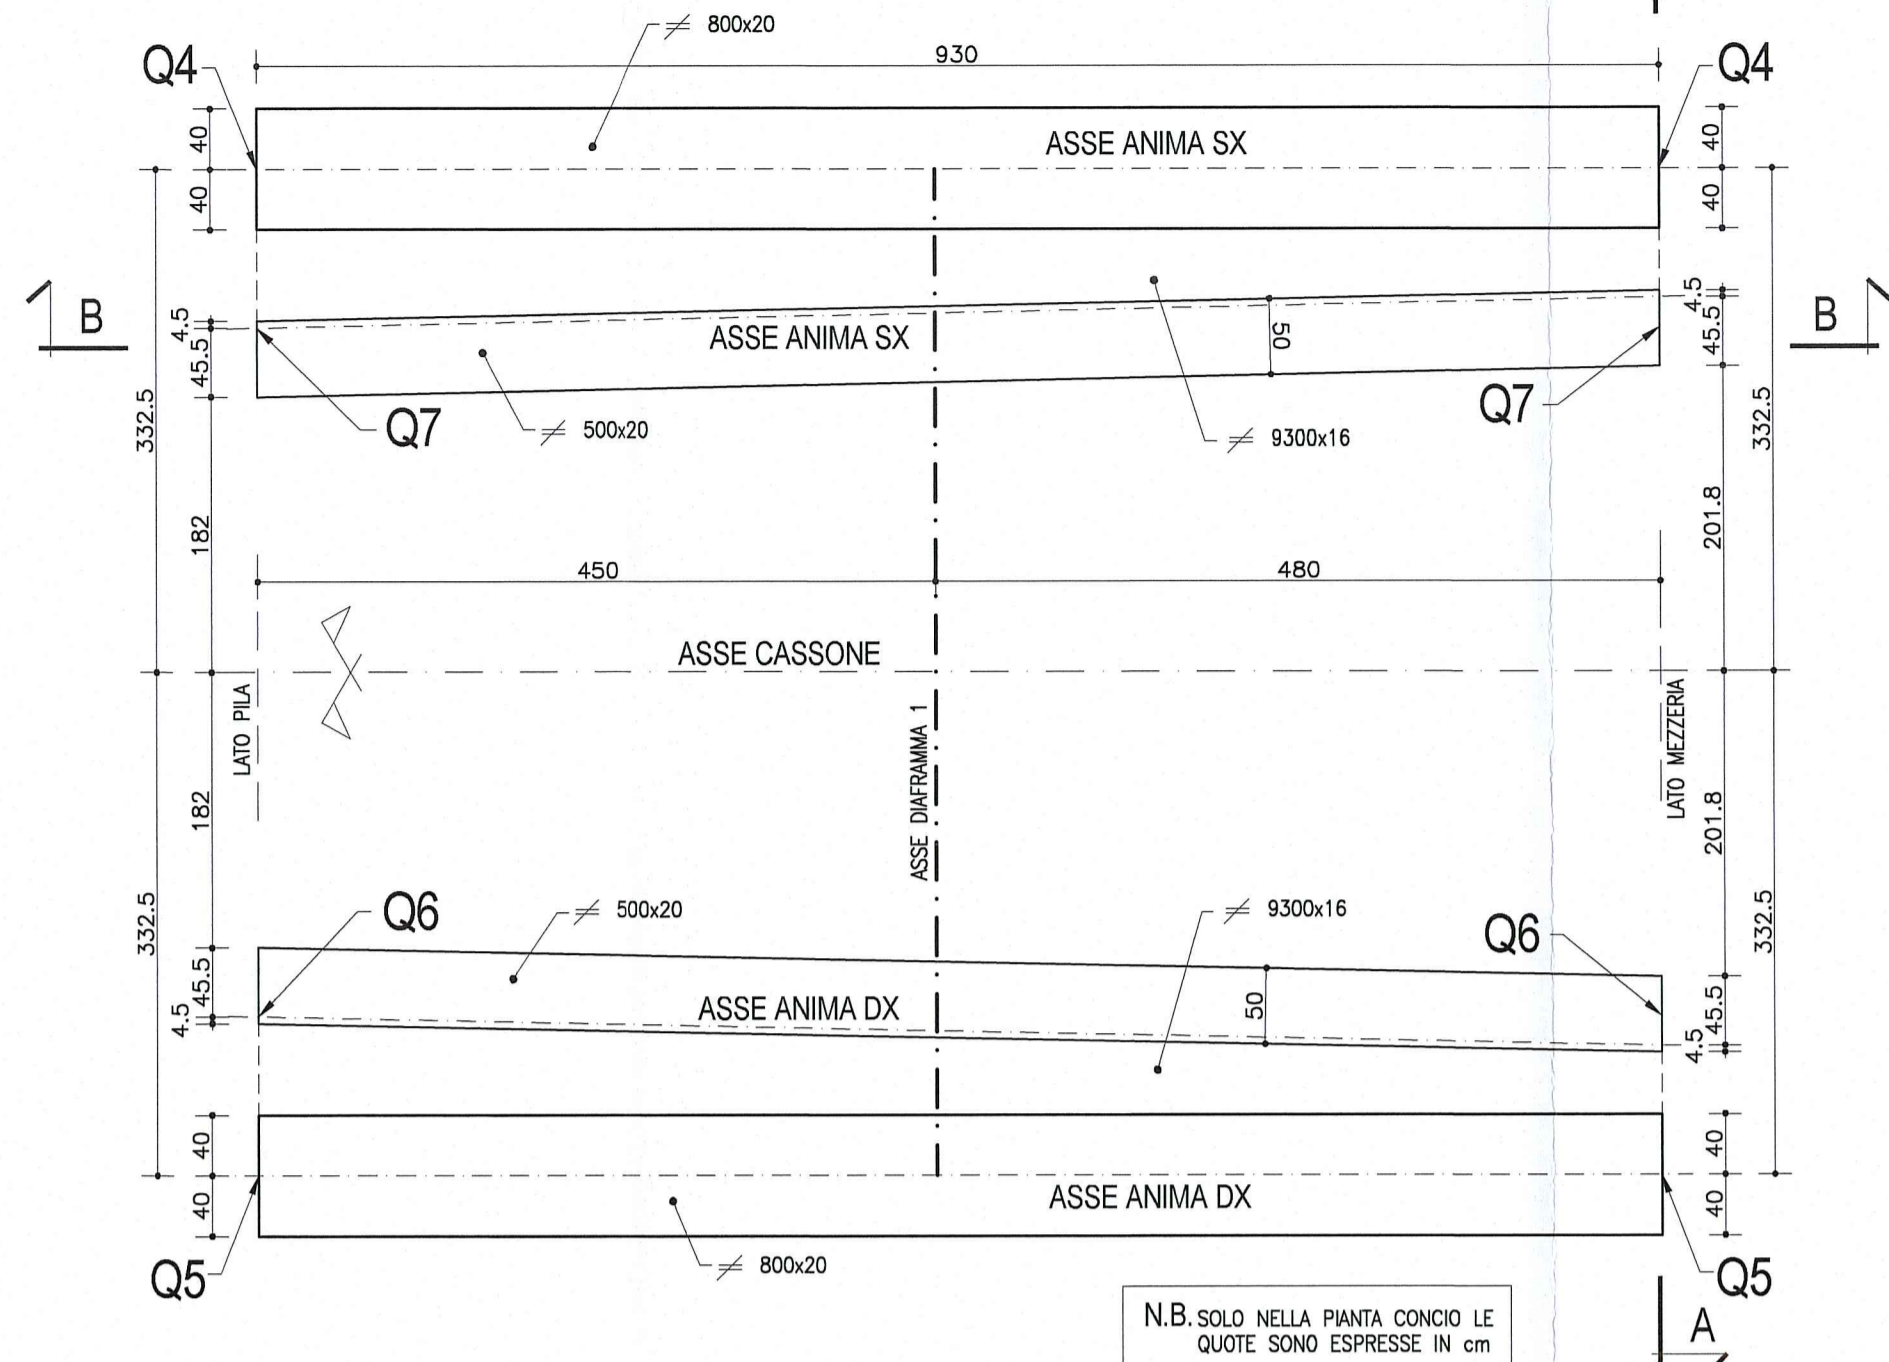 800x20
930
Q4
Q4
40
40
ASSE ANIMA SX
40
40
B
B
4.5
4.5
45.5
45.5
ASSE ANIMA SX
50
Q7
Q7
500x20
9300x16
332.5
332.5
182
201.8
450
480
ASSE CASSONE
LATO PILA
LATO MEZZERIA
ASSE DIAFRAMMA 1
182
201.8
332.5
332.5
Q6
500x20
9300x16
Q6
45.5
45.5
4.5
4.5
ASSE ANIMA DX
50
40
40
40
40
ASSE ANIMA DX
Q5
800x20
Q5
N.B. SOLO NELLA PIANTA CONCIO LE
QUOTE SONO ESPRESSE IN cm
A